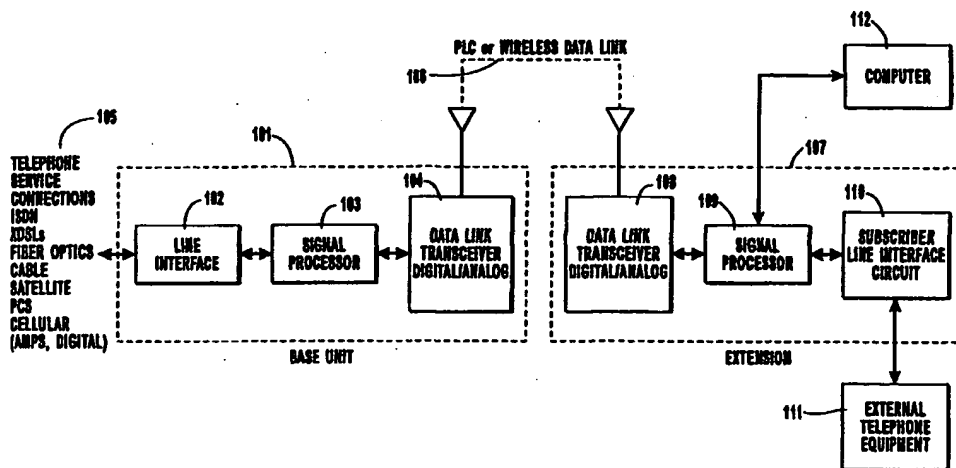 112
PLC or WIRELESS DATA LINK
COMPUTER
106
105
101
107
TELEPHONE
SERVICE
CONNECTIONS
ISDN
XDSLs
FIBER OPTICS
CABLE
SATELLITE
PCS
CELLULAR
(AMPS, DIGITAL)
102
LINE
INTERFACE
103
SIGNAL
PROCESSOR
104
DATA LINK
TRANSCEIVER
DIGITAL/ANALOG
BASE UNIT
108
DATA LINK
TRANSCEIVER
DIGITAL/ANALOG
109
SIGNAL
PROCESSOR
110
SUBSCRIBER
LINE INTERFACE
CIRCUIT
EXTENSION
111
EXTERNAL
TELEPHONE
EQUIPMENT